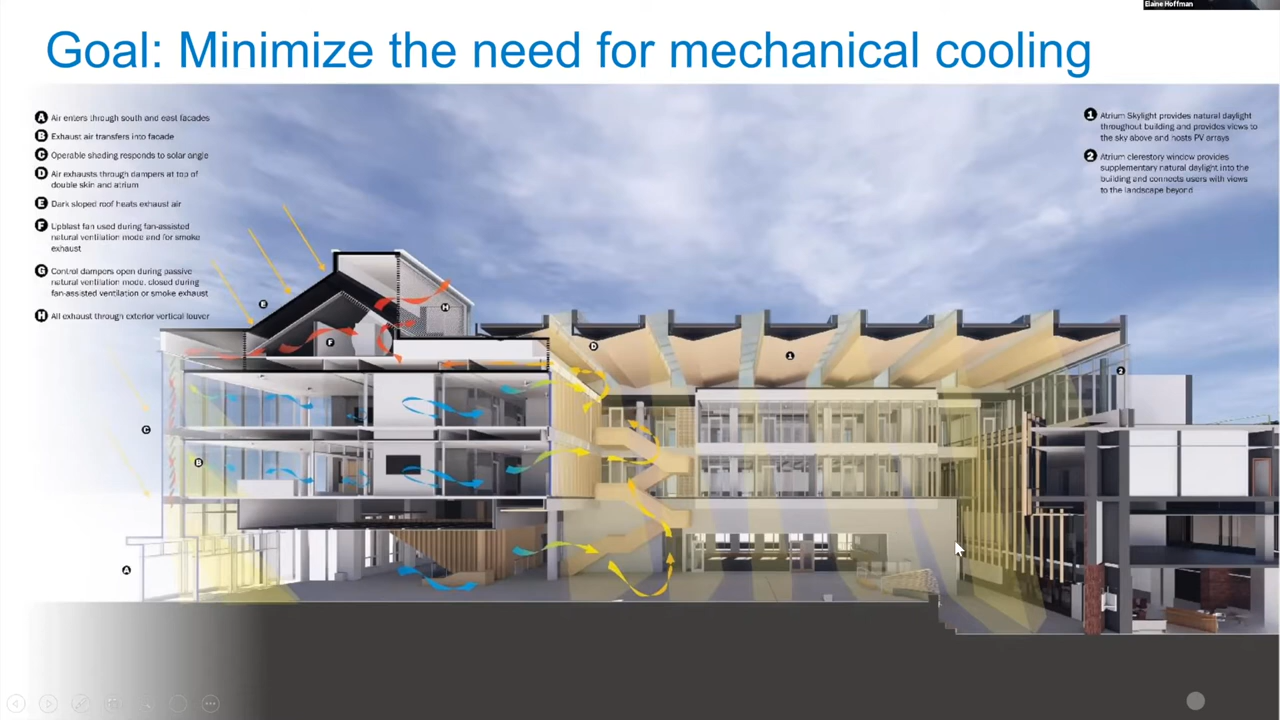 Elaine Hoffman
Goal: Minimize the need for mechanical cooling
A Air enters through south and east facades
B Exhaust air transfers into facade
C Operable shading responds to solar angle
D Air exhausts through dampers at top of
double skin and atrium
E Dark sloped roof heats exhaust air
F Upblast fan used during fan-assisted
natural ventilation mode and for smoke
exhaust
G Control dampers open during passive
natural ventilation mode, closed during
fan-assisted ventilation or smoke exhaust
H All exhaust through exterior vertical louver
1 Atrium Skylight provides natural daylight
throughout building and provides views to
the sky above and hosts PV arrays
2 Atrium clerestory window provides
supplementary natural daylight into the
building and connects users with views
to the landscape beyond
E
H
F
D
1
2
C
B
A